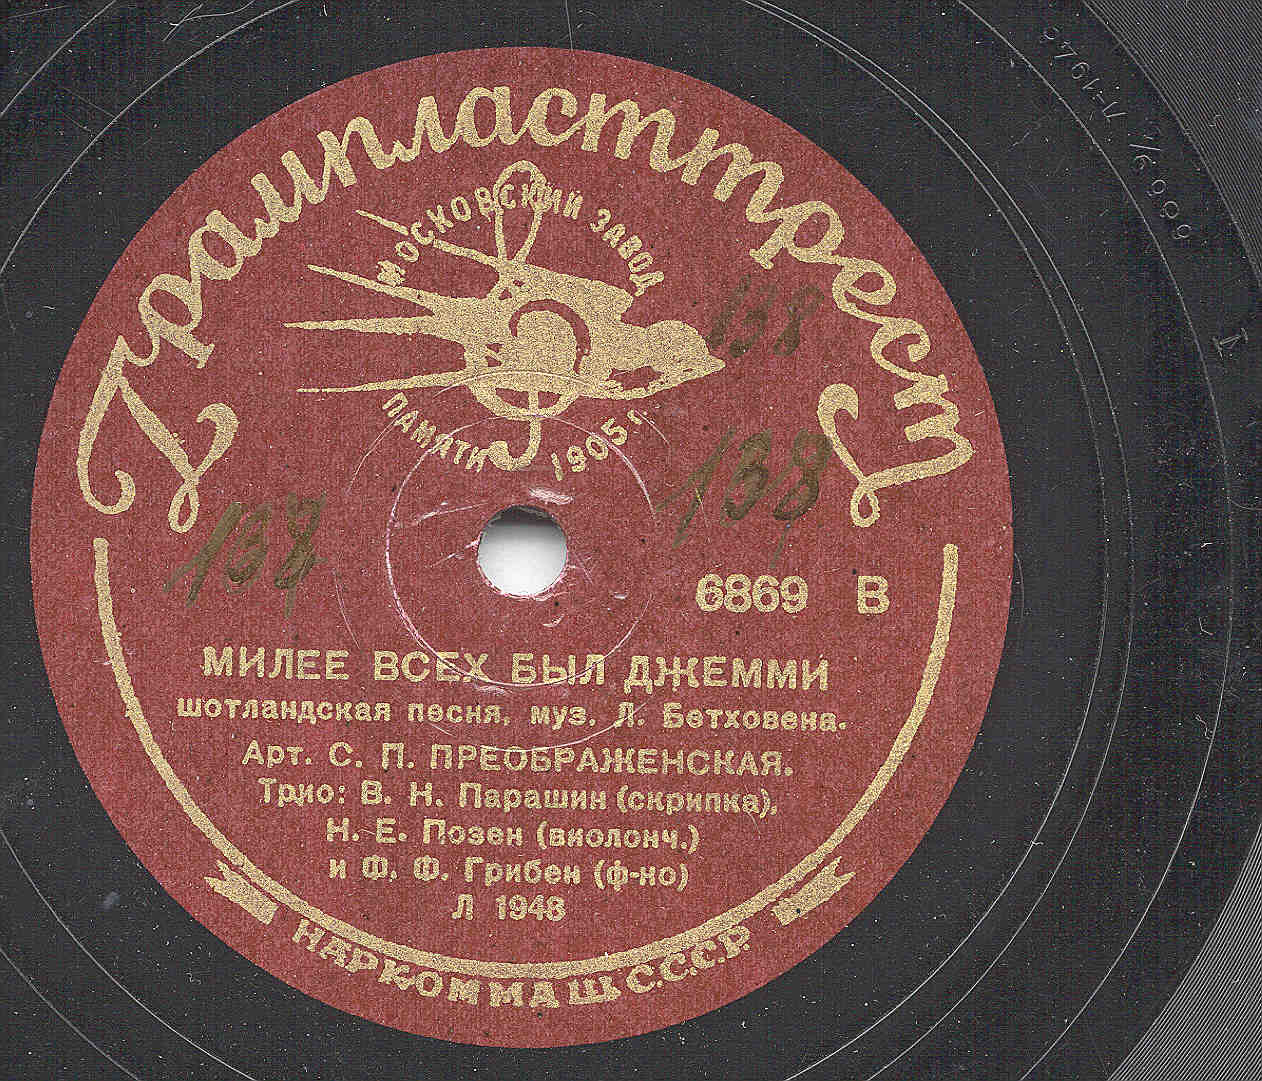 Грампласттрест
МОСКОВСКИЙ ЗАВОД
ПАМЯТИ 1905 г.
138
138
138
6869 В
МИЛЕЕ ВСЕХ БЫЛ ДЖЕММИ
шотландская песня, муз. Л. Бетховена.
Арт. С. П. ПРЕОБРАЖЕНСКАЯ.
Трио: В. Н. Парашин (скрипка),
Н. Е. Позен (виолонч.)
и Ф. Ф. Грибен (ф-но)
Л 1948
НАРКОММАШ С.С.С.Р.